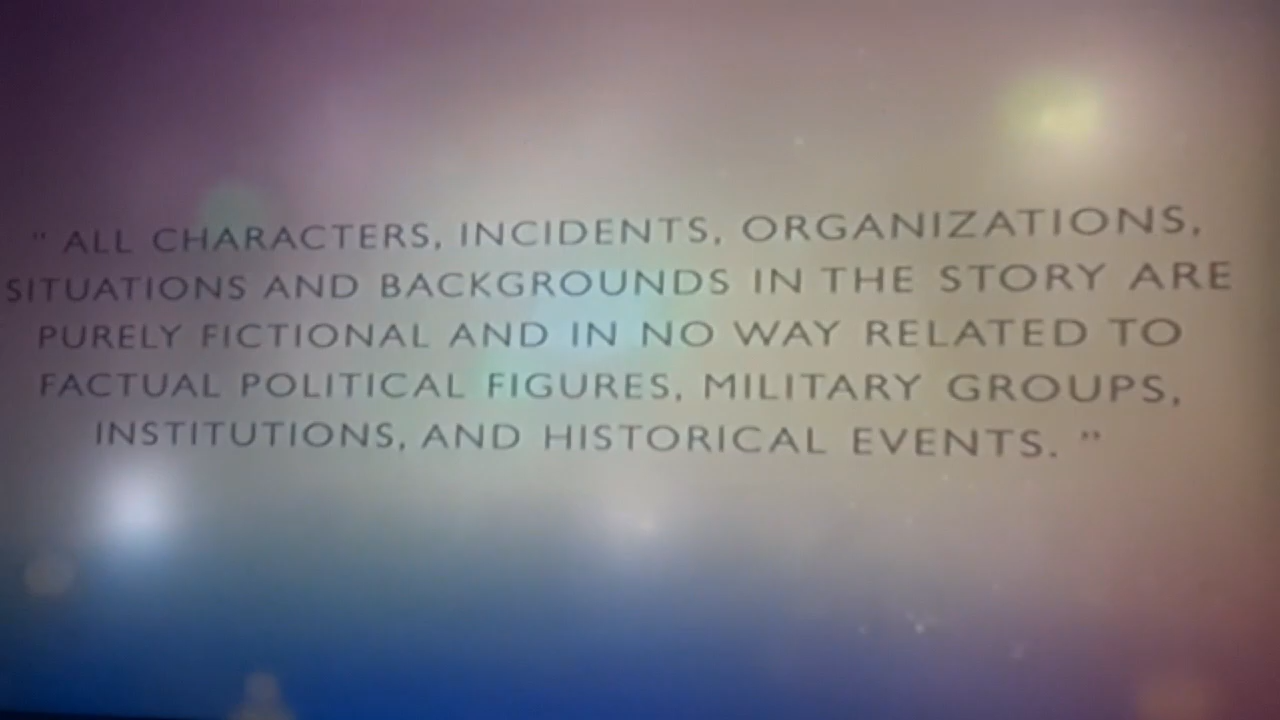 " ALL CHARACTERS, INCIDENTS, ORGANIZATIONS,
SITUATIONS AND BACKGROUNDS IN THE STORY ARE
PURELY FICTIONAL AND IN NO WAY RELATED TO
FACTUAL POLITICAL FIGURES, MILITARY GROUPS,
INSTITUTIONS, AND HISTORICAL EVENTS. ”